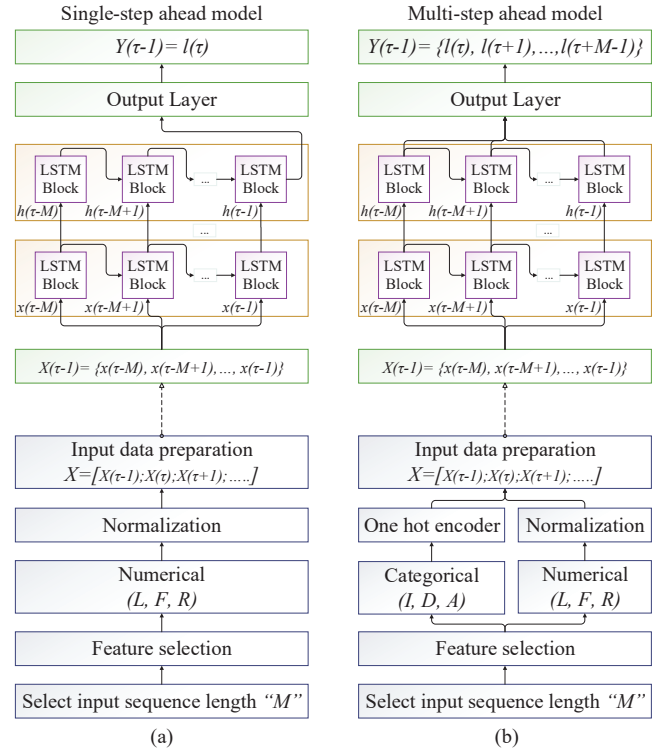 Single-step ahead model
Y(τ-1) = l(τ)
Output Layer
LSTM Block
LSTM Block
...
LSTM Block
h(τ-M)
h(τ-M+1)
h(τ-1)
...
LSTM Block
LSTM Block
...
LSTM Block
x(τ-M)
x(τ-M+1)
x(τ-1)
X(τ-1) = {x(τ-M), x(τ-M+1),..., x(τ-1)}
Input data preparation
X=[X(τ-1);X(τ);X(τ+1);.....]
Normalization
Numerical
(L, F, R)
Feature selection
Select input sequence length “M”
(a)
Multi-step ahead model
Y(τ-1) = {l(τ), l(τ+1),...,l(τ+M-1)}
Output Layer
LSTM Block
LSTM Block
...
LSTM Block
h(τ-M)
h(τ-M+1)
h(τ-1)
...
LSTM Block
LSTM Block
...
LSTM Block
x(τ-M)
x(τ-M+1)
x(τ-1)
X(τ-1) = {x(τ-M), x(τ-M+1),..., x(τ-1)}
Input data preparation
X=[X(τ-1);X(τ);X(τ+1);.....]
One hot encoder
Normalization
Categorical
(I, D, A)
Numerical
(L, F, R)
Feature selection
Select input sequence length “M”
(b)